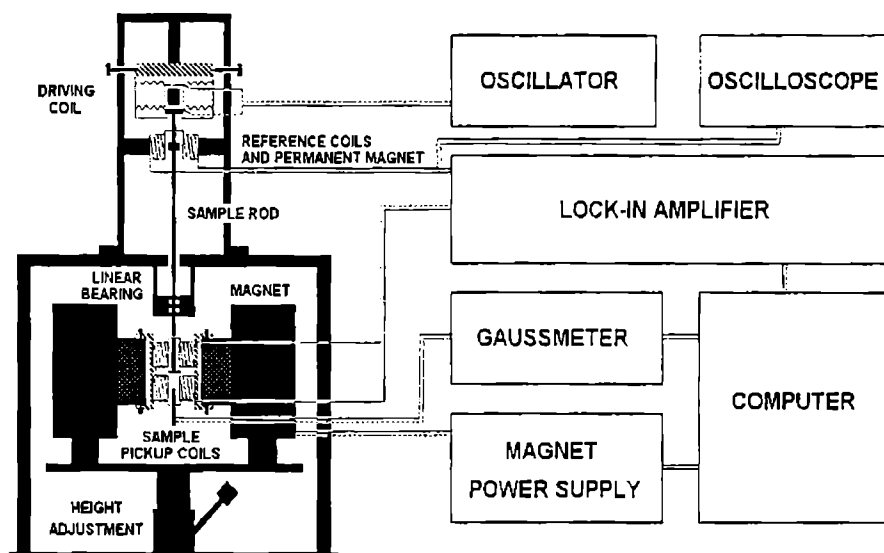 DRIVING
COIL
OSCILLATOR
OSCILLOSCOPE
REFERENCE COILS
AND PERMANENT MAGNET
SAMPLE ROD
LOCK-IN AMPLIFIER
LINEAR
BEARING
MAGNET
GAUSSMETER
COMPUTER
SAMPLE
PICKUP COILS
MAGNET
POWER SUPPLY
HEIGHT
ADJUSTMENT